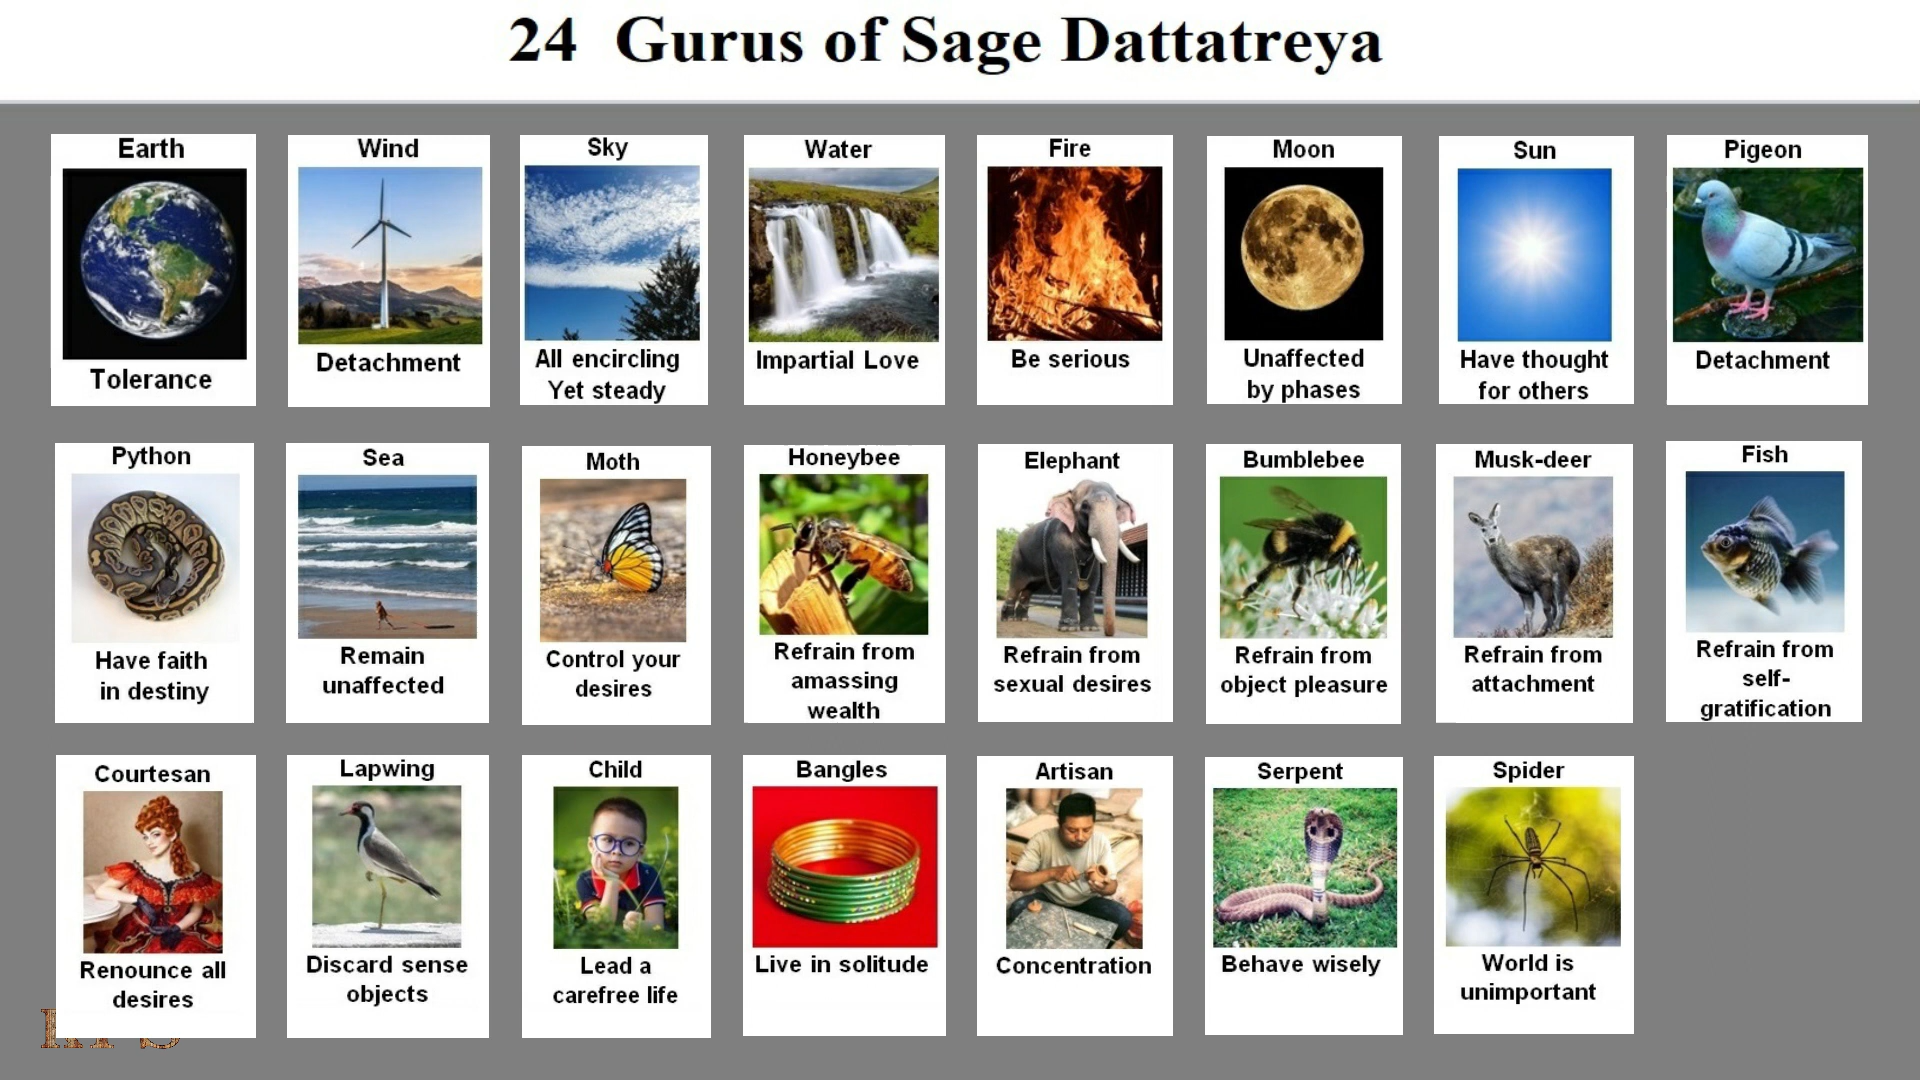 24 Gurus of Sage Dattatreya
Earth
Tolerance
Wind
Detachment
Sky
All encircling
Yet steady
Water
Impartial Love
Fire
Be serious
Moon
Unaffected
by phases
Sun
Have thought
for others
Pigeon
Detachment
Python
Have faith
in destiny
Sea
Remain
unaffected
Moth
Control your
desires
Honeybee
Refrain from
amassing
wealth
Elephant
Refrain from
sexual desires
Bumblebee
Refrain from
object pleasure
Musk-deer
Refrain from
attachment
Fish
Refrain from
self-
gratification
Courtesan
Renounce all
desires
Lapwing
Discard sense
objects
Child
Lead a
carefree life
Bangles
Live in solitude
Artisan
Concentration
Serpent
Behave wisely
Spider
World is
unimportant